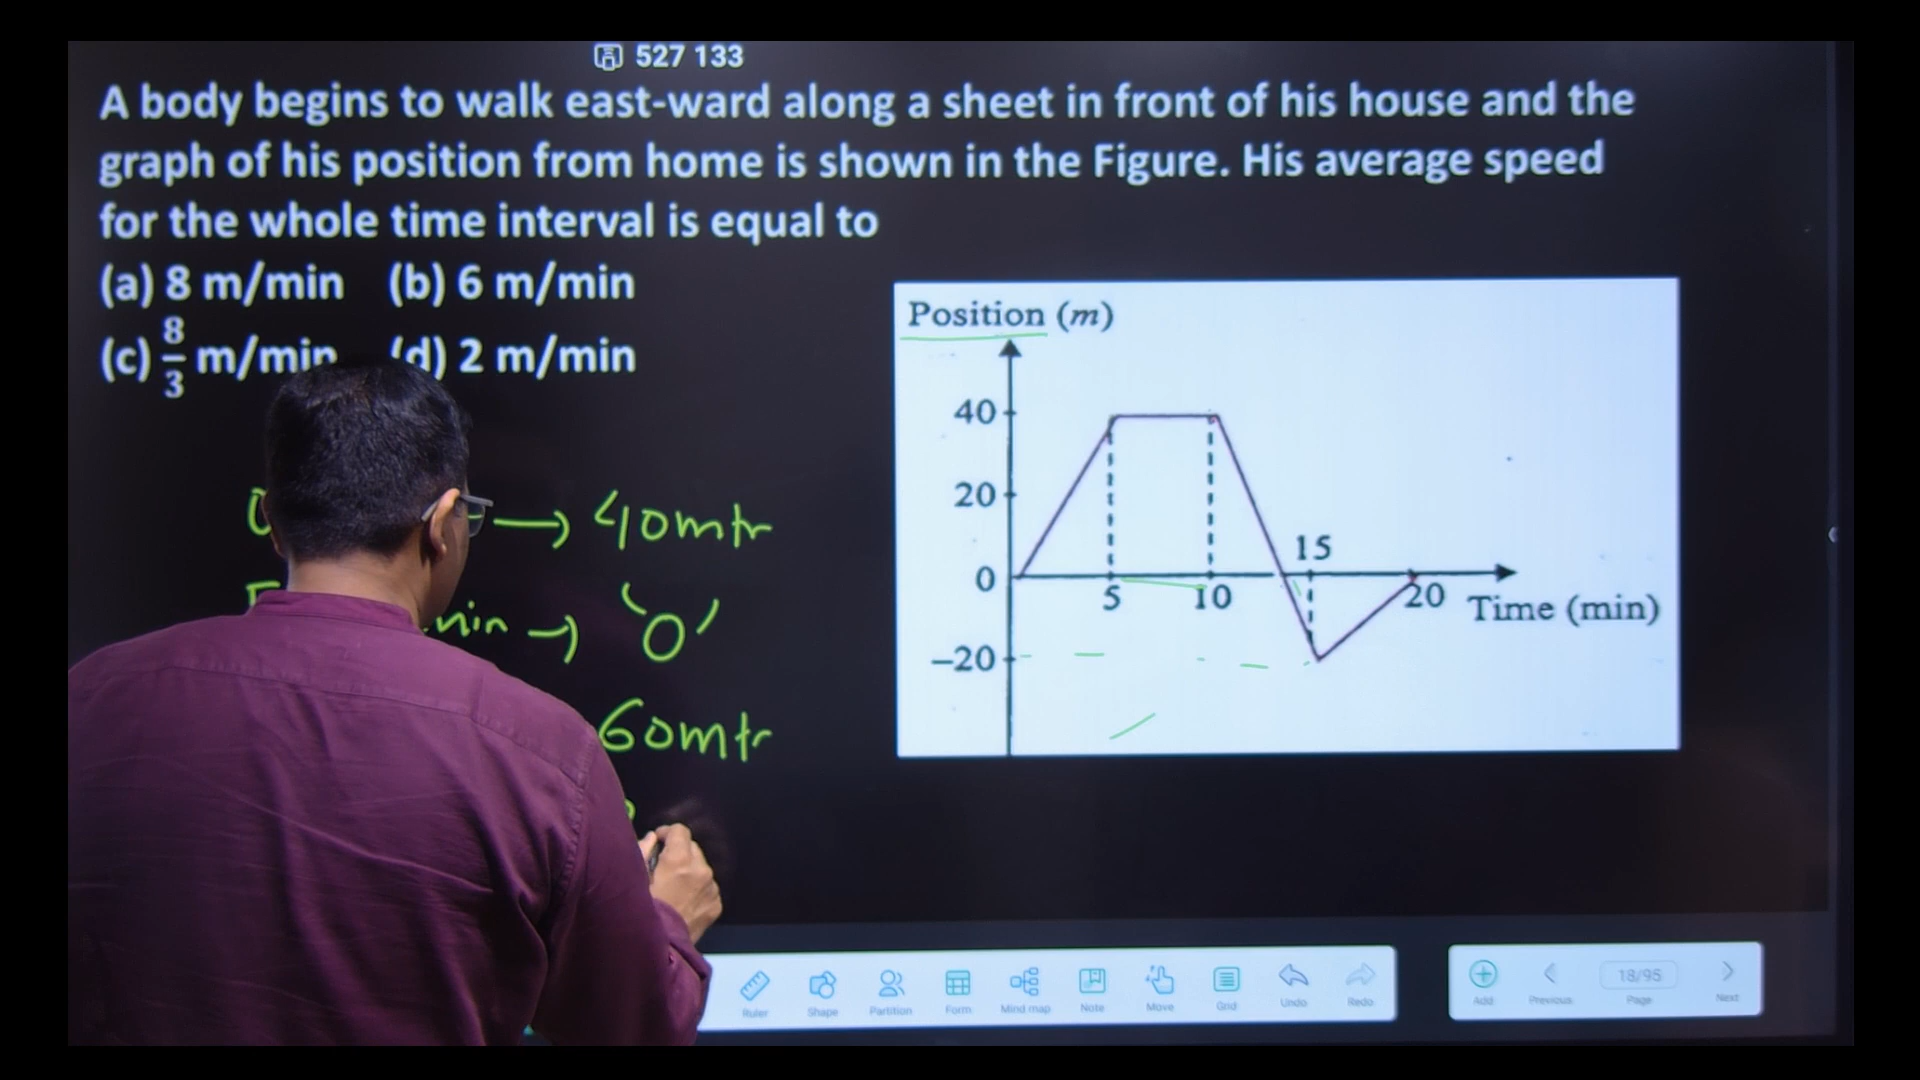 527 133
A body begins to walk east-ward along a sheet in front of his house and the
graph of his position from home is shown in the Figure. His average speed
for the whole time interval is equal to
(a) 8 m/min (b) 6 m/min
(c) 8/3 m/min (d) 2 m/min
Position (m)
40
20
0
-20
5
10
15
20
Time (min)
→ 40mtr
min → '0'
60mtr
Ruler
Shape
Partition
Form
Mind map
Note
Move
Grid
Undo
Redo
Add
Previous
18/95
Page
Next